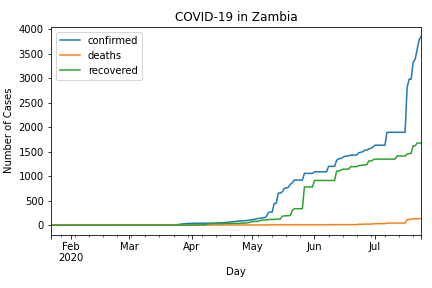 COVID-19 in Zambia
confirmed
deaths
recovered
Number of Cases
4000
3500
3000
2500
2000
1500
1000
500
0
Feb
2020
Mar
Apr
May
Jun
Jul
Day